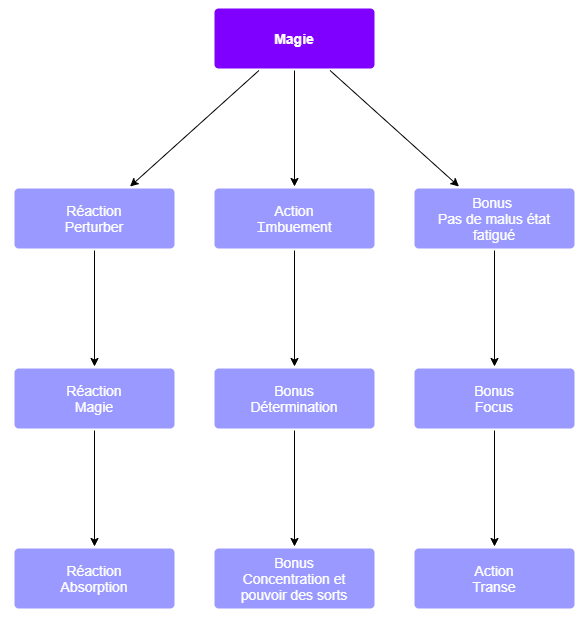 Magie
Réaction
Perturber
Action
Imbuement
Bonus
Pas de malus état
fatigué
Réaction
Magie
Bonus
Détermination
Bonus
Focus
Réaction
Absorption
Bonus
Concentration et
pouvoir des sorts
Action
Transe